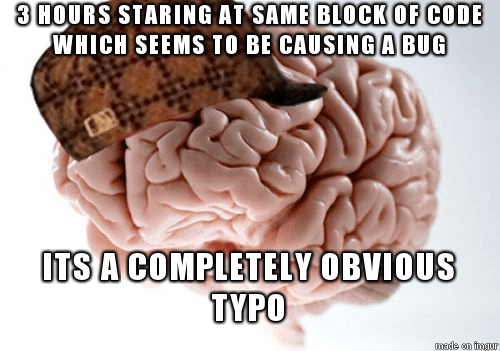 3 HOURS STARING AT SAME BLOCK OF CODE
WHICH SEEMS TO BE CAUSING A BUG
ITS A COMPLETELY OBVIOUS
TYPO
made on imgur